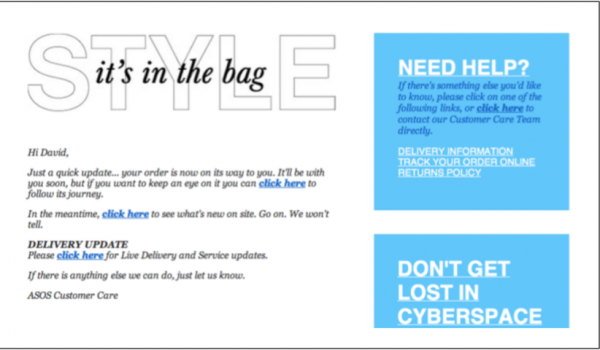 STYLE
it's in the bag
Hi David,
Just a quick update... your order is now on its way to you. It'll be with
you soon, but if you want to keep an eye on it you can click here to
follow its journey.
In the meantime, click here to see what's new on site. Go on. We won't
tell.
DELIVERY UPDATE
Please click here for Live Delivery and Service updates.
If there is anything else we can do, just let us know.
ASOS Customer Care
NEED HELP?
If there's something else you'd like
to know, please click on one of the
following links, or click here to
contact our Customer Care Team
directly.
DELIVERY INFORMATION
TRACK YOUR ORDER ONLINE
RETURNS POLICY
DON'T GET
LOST IN
CYBERSPACE